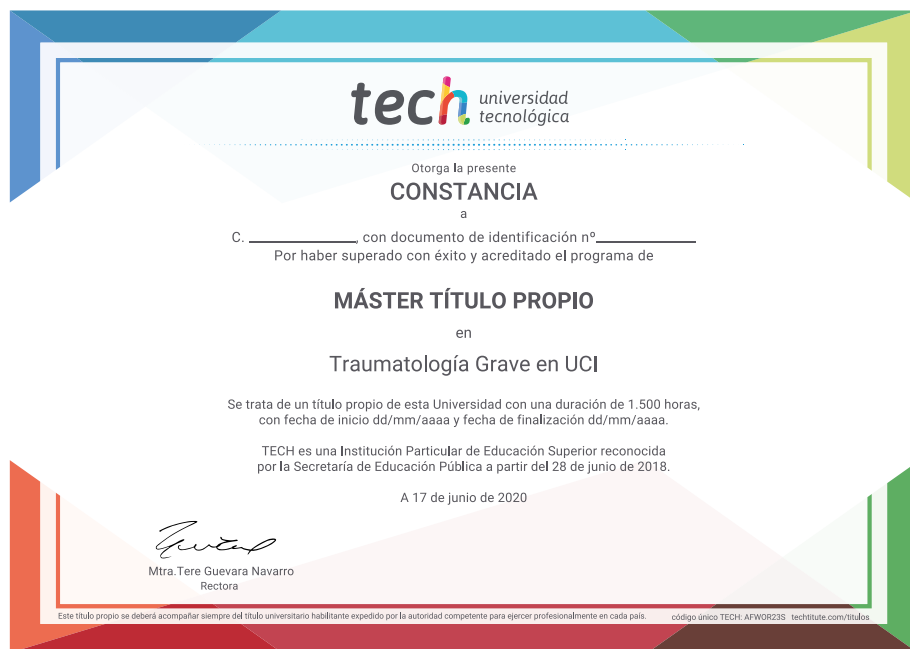 tech universidad
tecnológica
Otorga la presente
CONSTANCIA
a
C. ____________, con documento de identificación nº____________
Por haber superado con éxito y acreditado el programa de
MÁSTER TÍTULO PROPIO
en
Traumatología Grave en UCI
Se trata de un título propio de esta Universidad con una duración de 1.500 horas,
con fecha de inicio dd/mm/aaaa y fecha de finalización dd/mm/aaaa.
TECH es una Institución Particular de Educación Superior reconocida
por la Secretaría de Educación Pública a partir del 28 de junio de 2018.
A 17 de junio de 2020
Mtra.Tere Guevara Navarro
Rectora
Este título propio se deberá acompañar siempre del título universitario habilitante expedido por la autoridad competente para ejercer profesionalmente en cada país. código único TECH: AFWOR23S techtitute.com/titulos